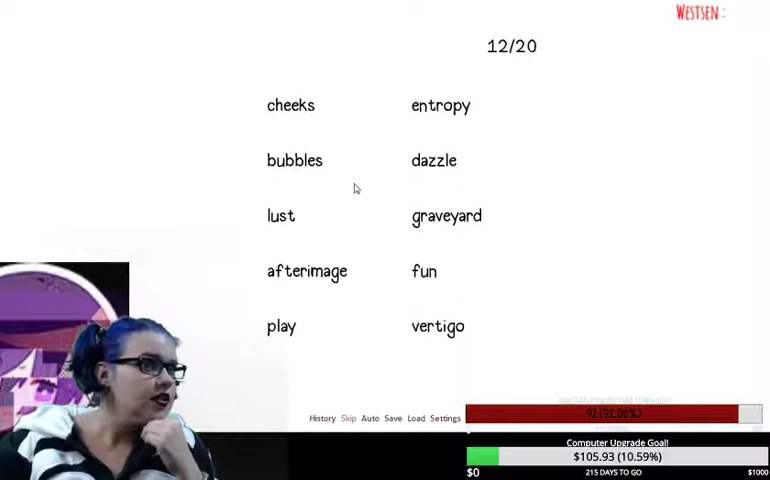 WESTSEN :
12/20
cheeks entropy
bubbles dazzle
lust graveyard
afterimage fun
play vertigo
History Skip Auto Save Load Settings
92 (92.00%)
Computer Upgrade Goal!
$105.93 (10.59%)
$0 215 DAYS TO GO $1000